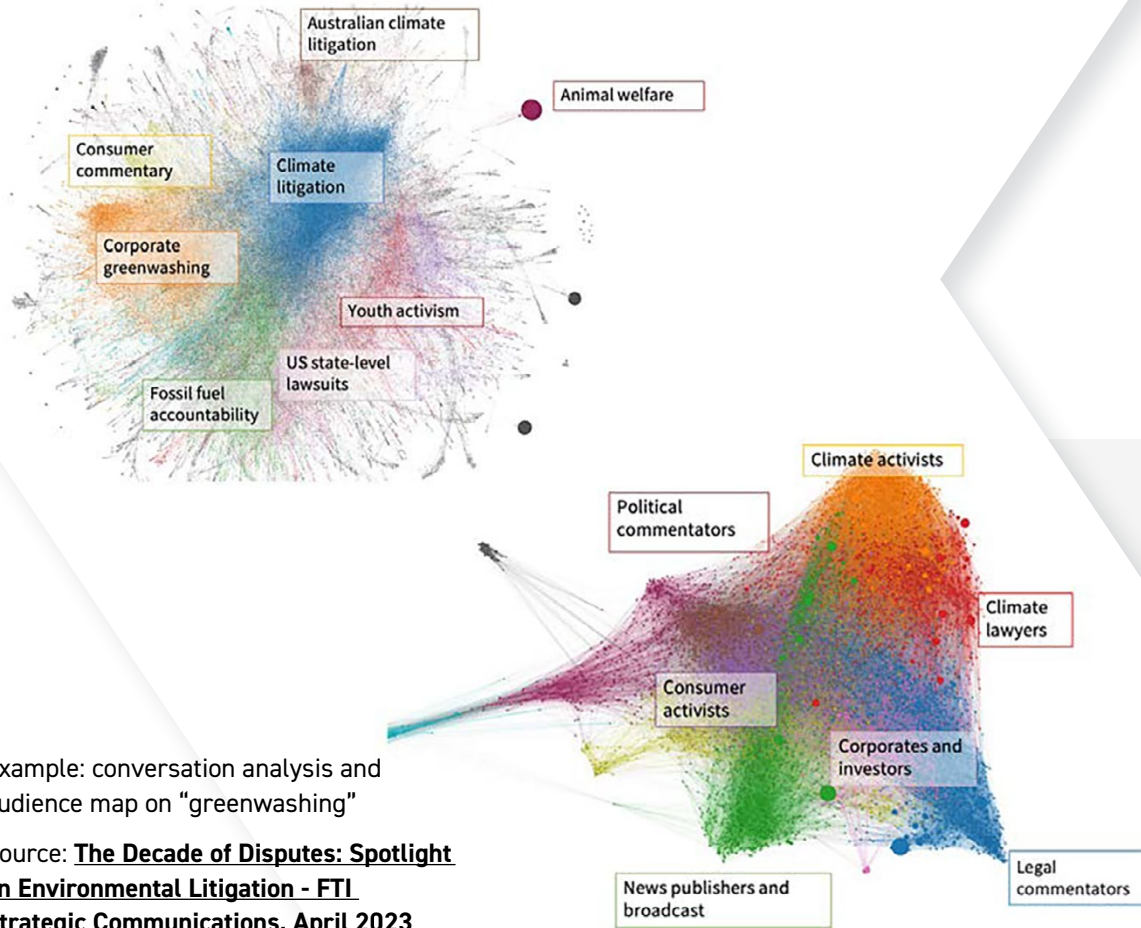 Australian climate
litigation
Animal welfare
Consumer
commentary
Climate
litigation
Corporate
greenwashing
Youth activism
US state-level
lawsuits
Fossil fuel
accountability
Climate activists
Political
commentators
Climate
lawyers
Consumer
activists
Corporates and
investors
Legal
commentators
News publishers and
broadcast
xample: conversation analysis and
udience map on “greenwashing”
ource: The Decade of Disputes: Spotlight
n Environmental Litigation - FTI
trategic Communications, April 2023